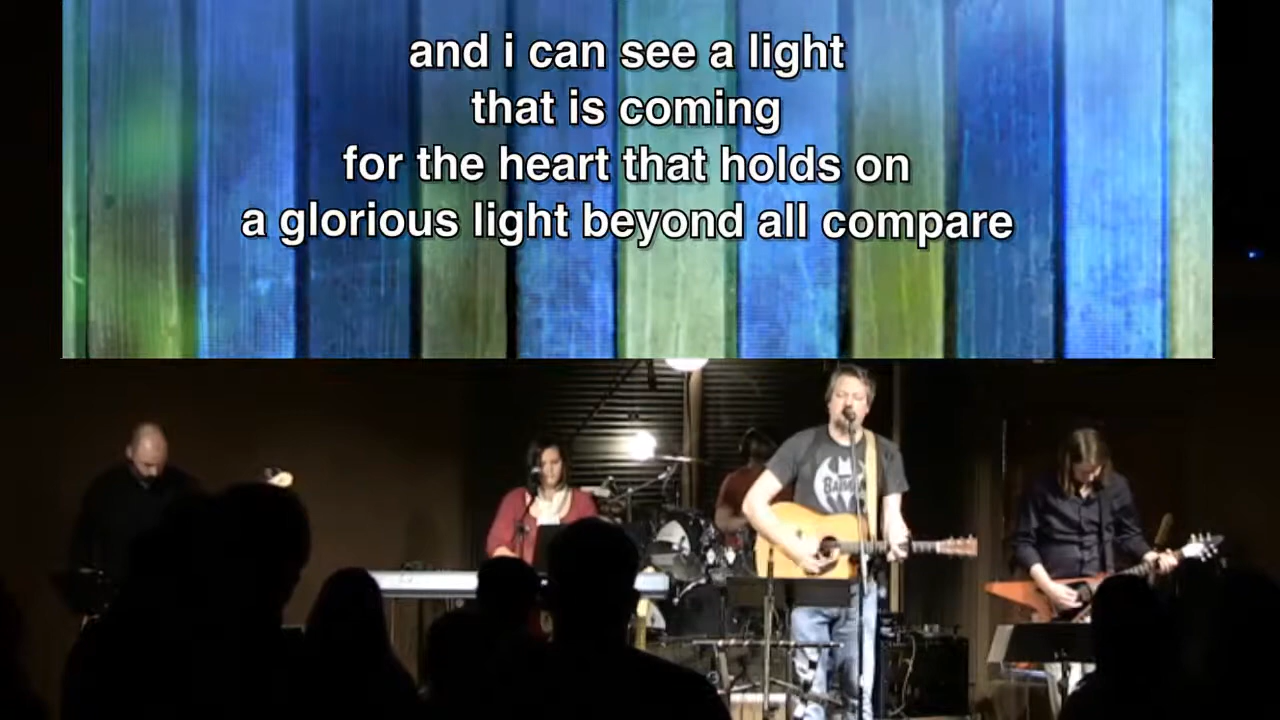 and i can see a light
that is coming
for the heart that holds on
a glorious light beyond all compare